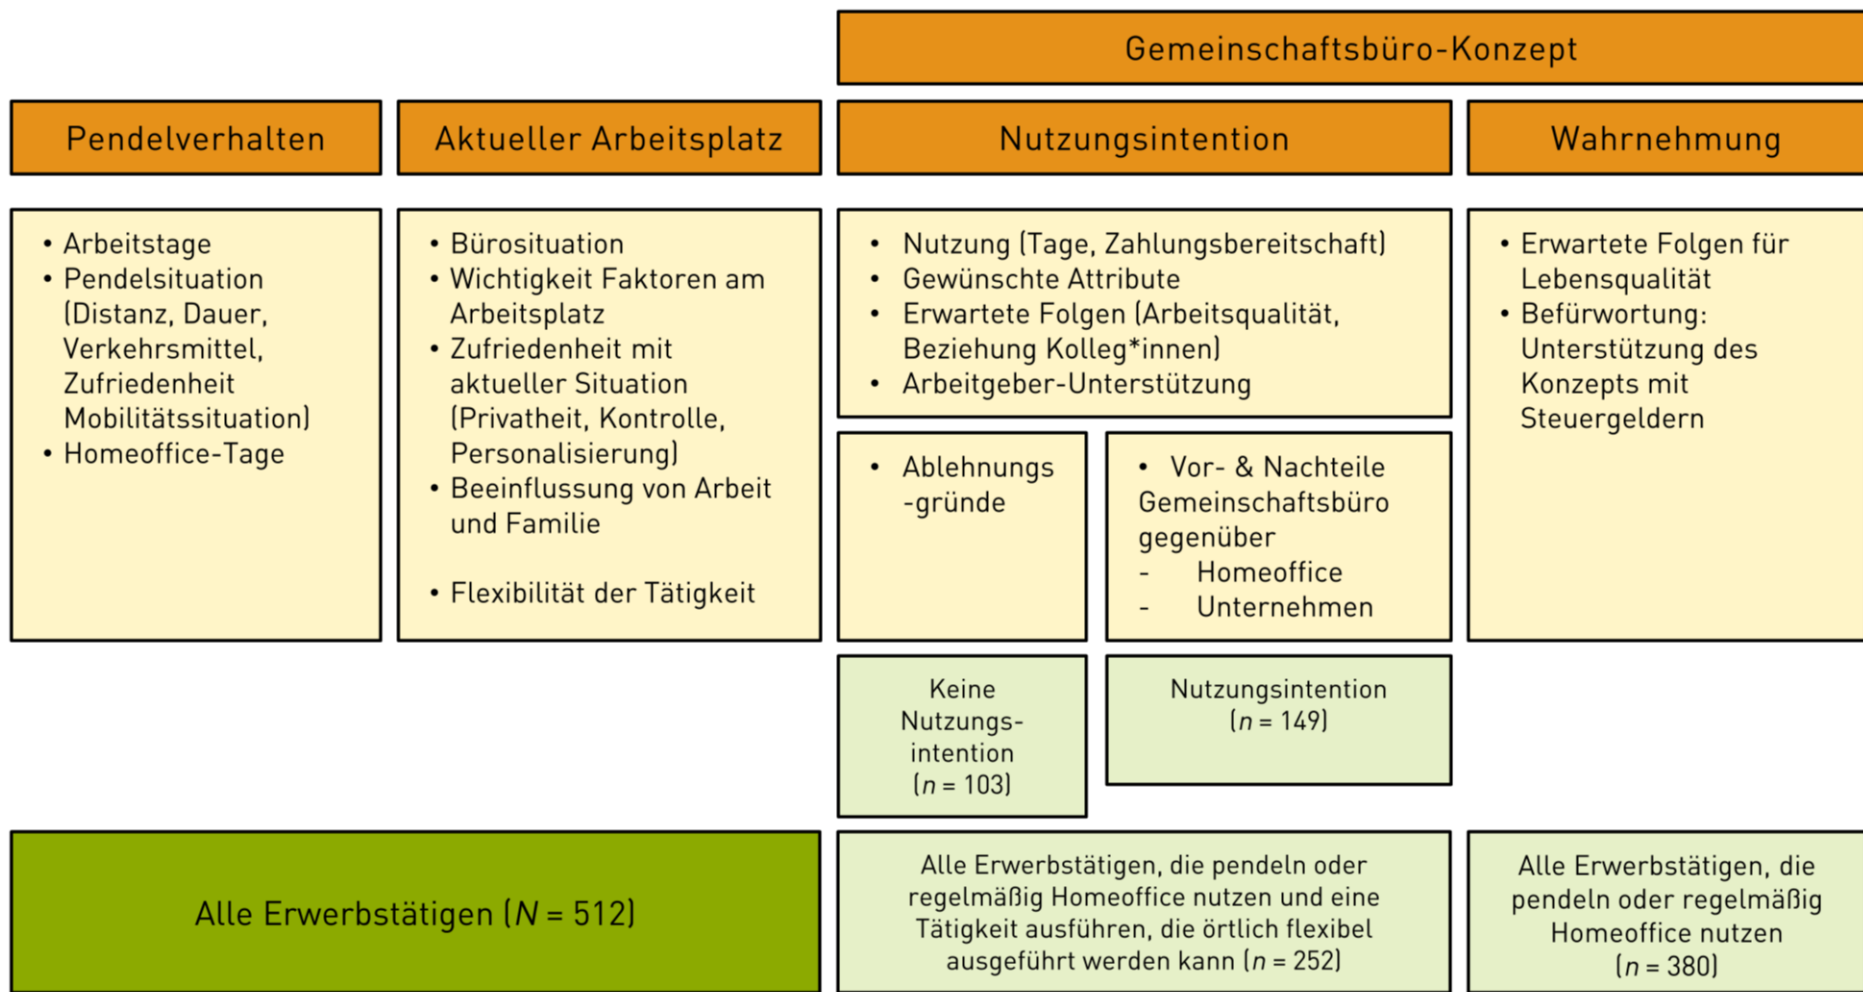 Gemeinschaftsbüro-Konzept
Pendelverhalten
Aktueller Arbeitsplatz
Nutzungsintention
Wahrnehmung
• Arbeitstage
• Pendelsituation
(Distanz, Dauer,
Verkehrsmittel,
Zufriedenheit
Mobilitätssituation)
• Homeoffice-Tage
• Bürosituation
• Wichtigkeit Faktoren am
Arbeitsplatz
• Zufriedenheit mit
aktueller Situation
(Privatheit, Kontrolle,
Personalisierung)
• Beeinflussung von Arbeit
und Familie
• Flexibilität der Tätigkeit
• Nutzung (Tage, Zahlungsbereitschaft)
• Gewünschte Attribute
• Erwartete Folgen (Arbeitsqualität,
Beziehung Kolleg*innen)
• Arbeitgeber-Unterstützung
• Ablehnungs
-gründe
• Vor- & Nachteile
Gemeinschaftsbüro
gegenüber
- Homeoffice
- Unternehmen
• Erwartete Folgen für
Lebensqualität
• Befürwortung:
Unterstützung des
Konzepts mit
Steuergeldern
Keine
Nutzungs-
intention
(n = 103)
Nutzungsintention
(n = 149)
Alle Erwerbstätigen (N = 512)
Alle Erwerbstätigen, die pendeln oder
regelmäßig Homeoffice nutzen und eine
Tätigkeit ausführen, die örtlich flexibel
ausgeführt werden kann (n = 252)
Alle Erwerbstätigen, die
pendeln oder regelmäßig
Homeoffice nutzen
(n = 380)